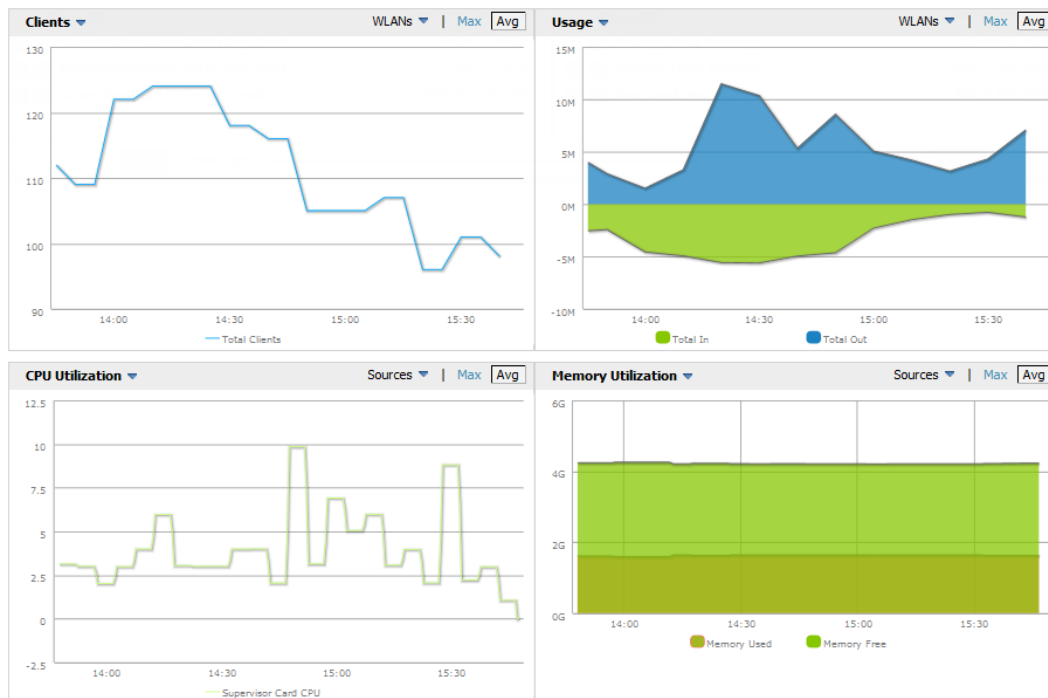 Clients WLANs | Max Avg
130
120
110
100
90
14:00 14:30 15:00 15:30
Total Clients
Usage WLANs | Max Avg
15M
10M
5M
0M
-5M
-10M
14:00 14:30 15:00 15:30
Total In Total Out
CPU Utilization Sources | Max Avg
12.5
10
7.5
5
2.5
0
-2.5
14:00 14:30 15:00 15:30
Supervisor Card CPU
Memory Utilization Sources | Max Avg
6G
4G
2G
0G
14:00 14:30 15:00 15:30
Memory Used Memory Free